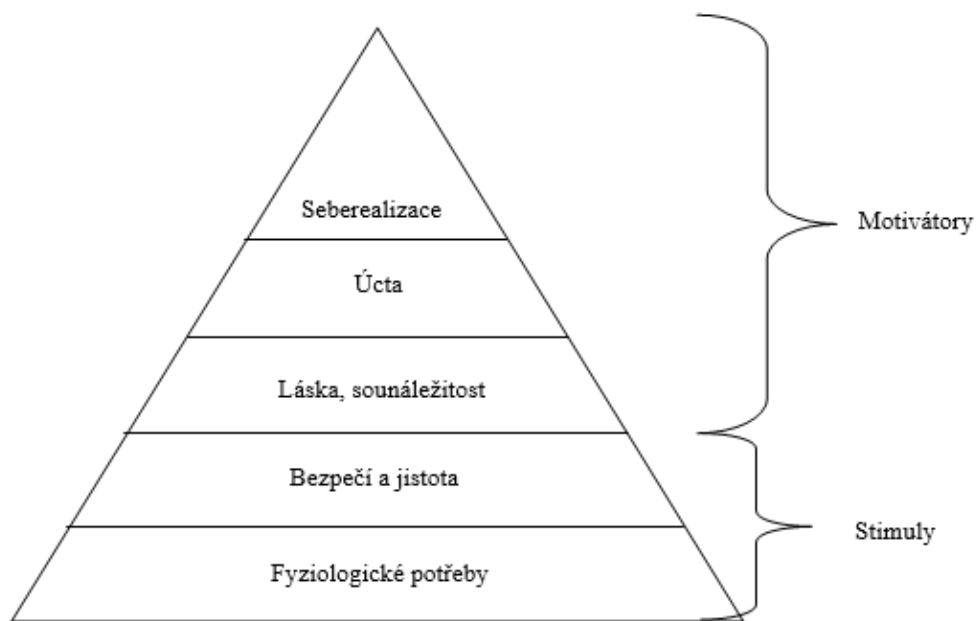 Seberealizace
Úcta
Láska, sounáležitost
Bezpečí a jistota
Fyziologické potřeby
Motivátory
Stimuly